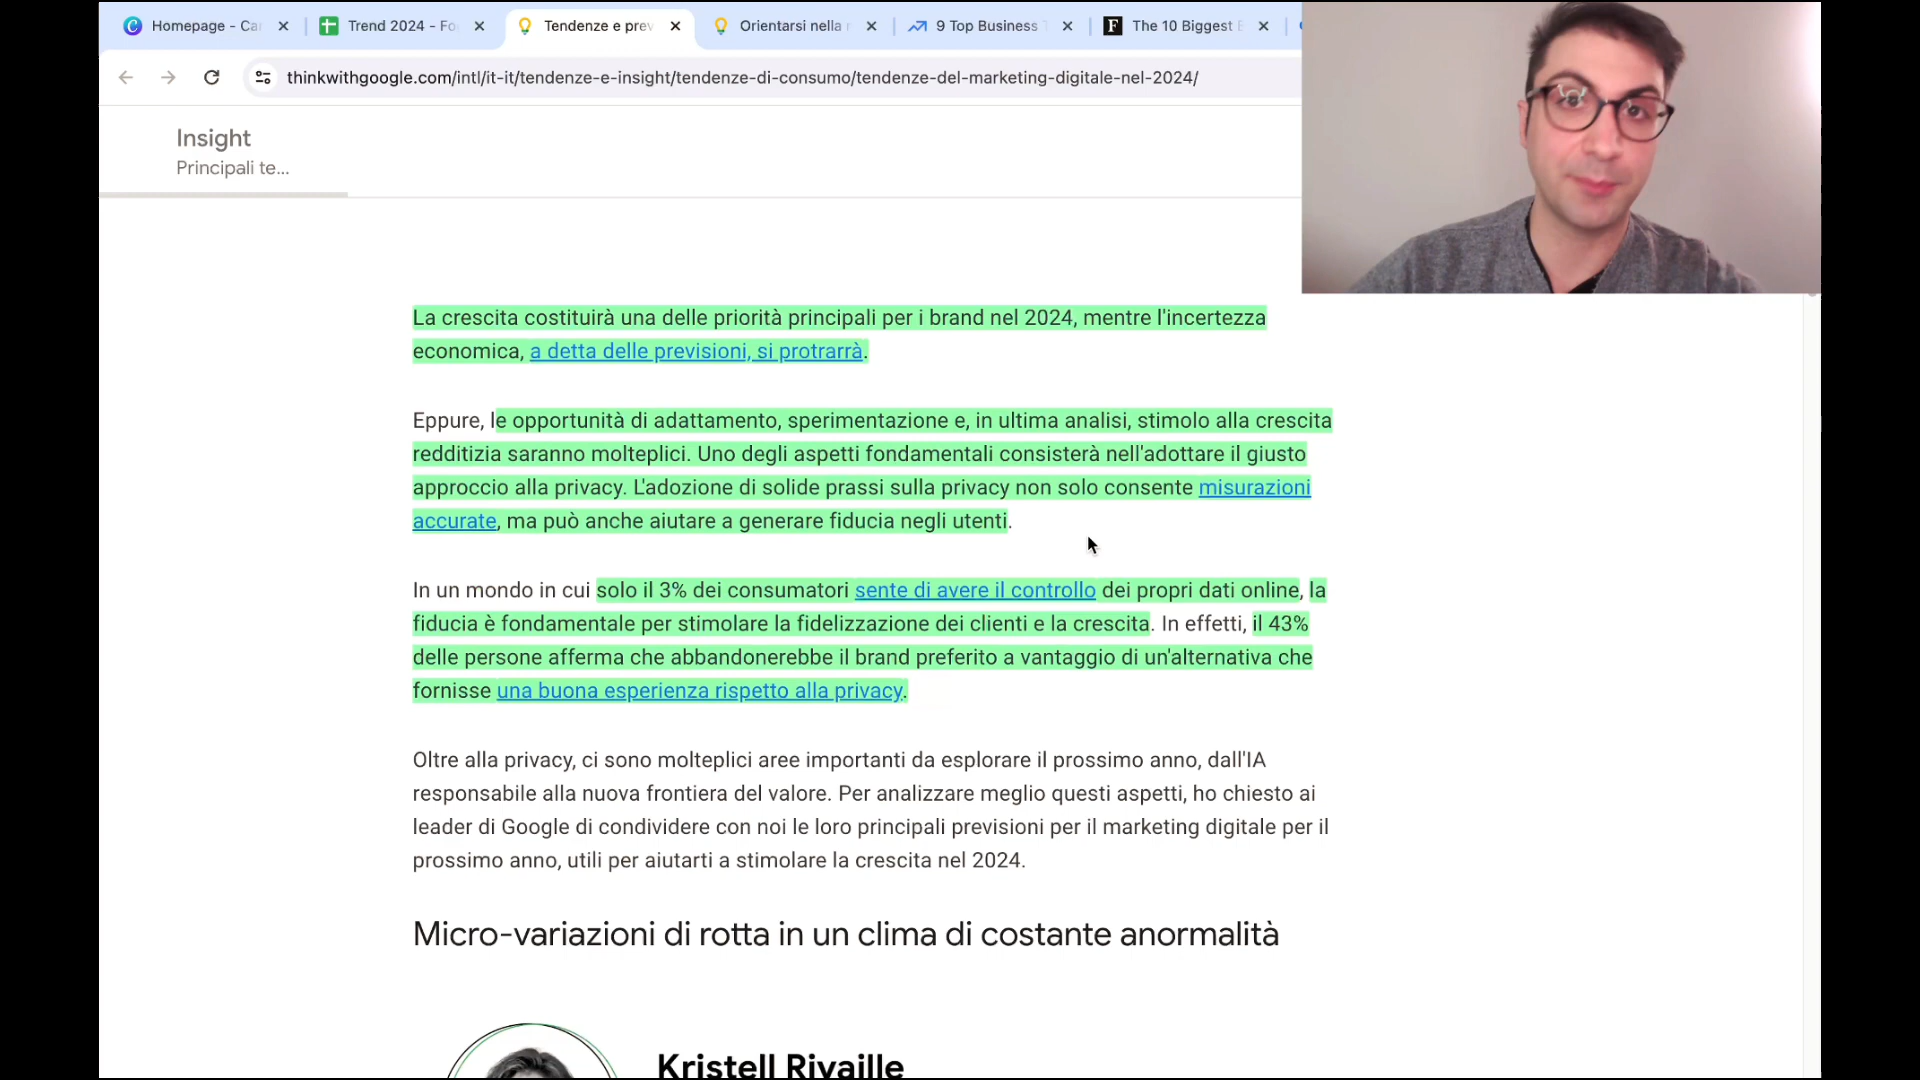 Homepage - Ca
Trend 2024 - Fo
Tendenze e prev
Orientarsi nella
9 Top Business
The 10 Biggest
thinkwithgoogle.com/intl/it-it/tendenze-e-insight/tendenze-di-consumo/tendenze-del-marketing-digitale-nel-2024/
Insight
Principali te...
La crescita costituirà una delle priorità principali per i brand nel 2024, mentre l'incertezza
economica, a detta delle previsioni, si protrarrà.
Eppure, le opportunità di adattamento, sperimentazione e, in ultima analisi, stimolo alla crescita
redditizia saranno molteplici. Uno degli aspetti fondamentali consisterà nell'adottare il giusto
approccio alla privacy. L'adozione di solide prassi sulla privacy non solo consente misurazioni
accurate, ma può anche aiutare a generare fiducia negli utenti.
In un mondo in cui solo il 3% dei consumatori sente di avere il controllo dei propri dati online, la
fiducia è fondamentale per stimolare la fidelizzazione dei clienti e la crescita. In effetti, il 43%
delle persone afferma che abbandonerebbe il brand preferito a vantaggio di un'alternativa che
fornisse una buona esperienza rispetto alla privacy.
Oltre alla privacy, ci sono molteplici aree importanti da esplorare il prossimo anno, dall'IA
responsabile alla nuova frontiera del valore. Per analizzare meglio questi aspetti, ho chiesto ai
leader di Google di condividere con noi le loro principali previsioni per il marketing digitale per il
prossimo anno, utili per aiutarti a stimolare la crescita nel 2024.
Micro-variazioni di rotta in un clima di costante anormalità
Kristell Rivaille